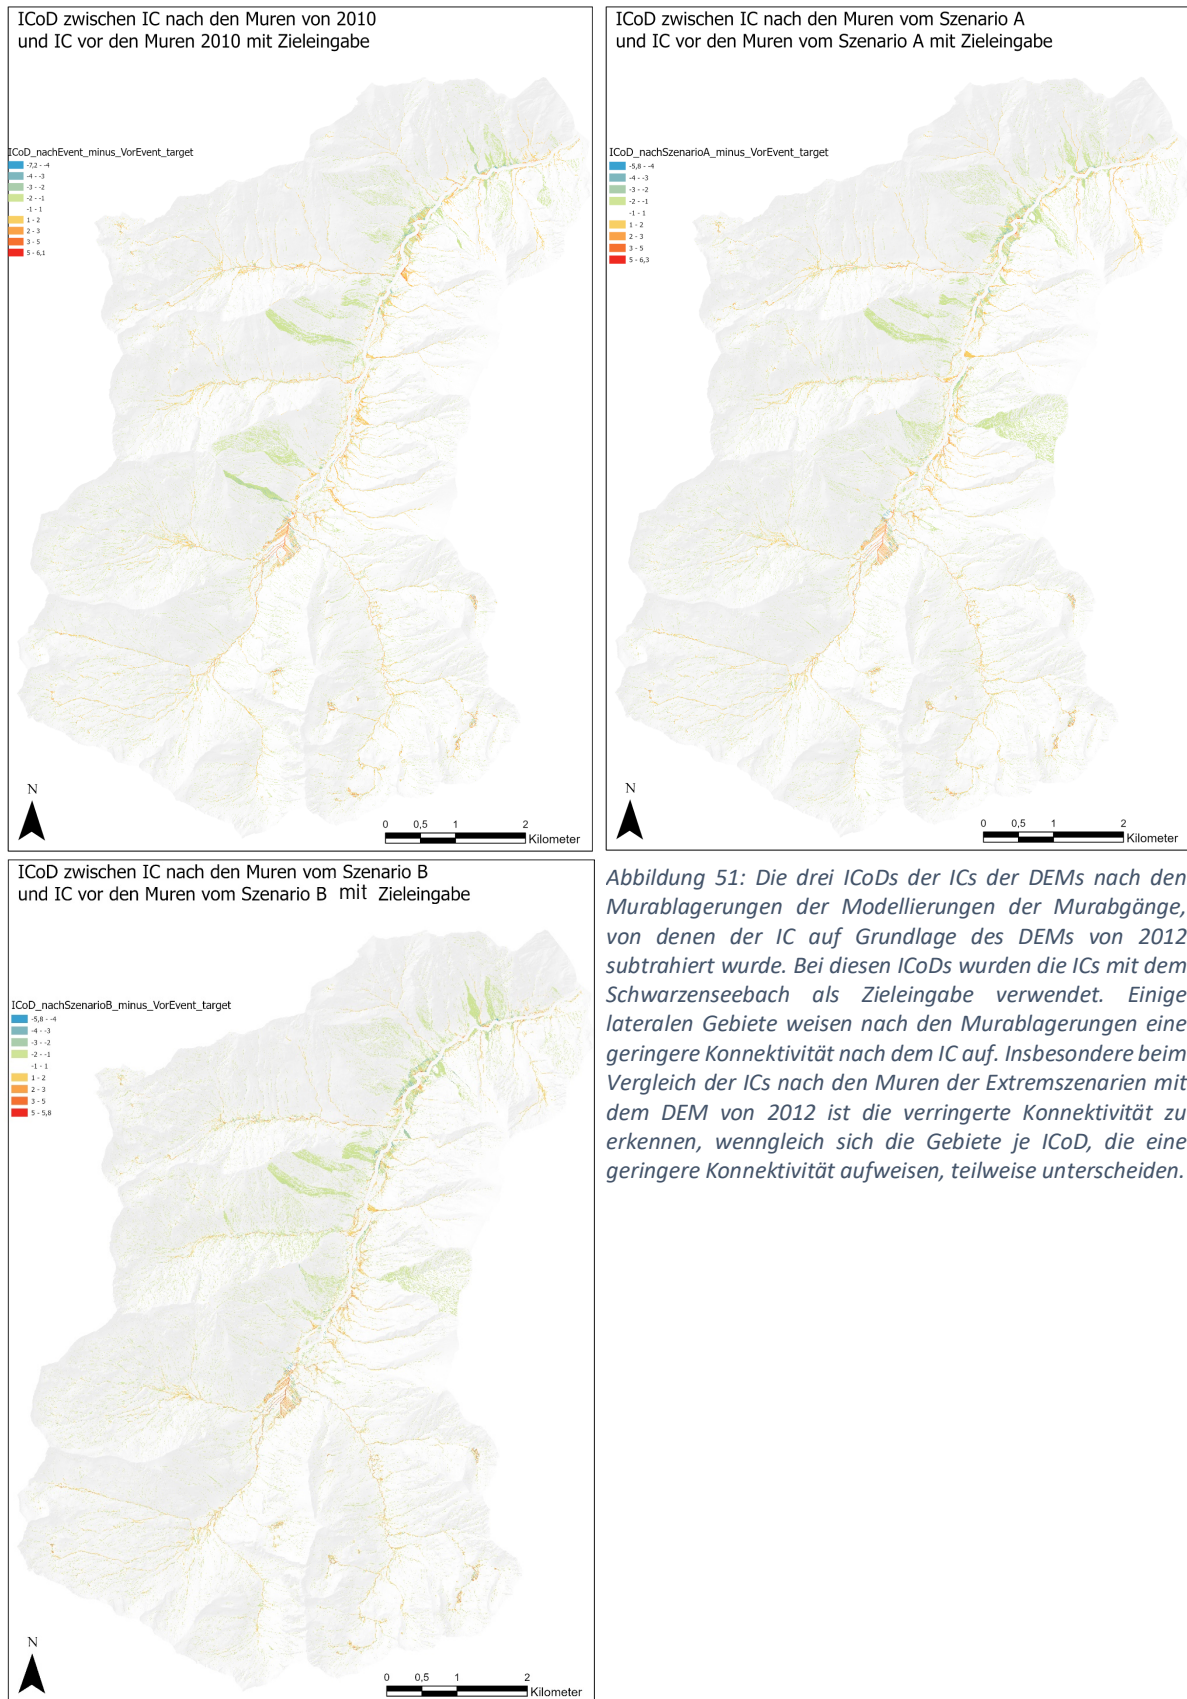 ICoD zwischen IC nach den Muren von 2010
und IC vor den Muren 2010 mit Zieleingabe
ICoD_nachEvent_minus_VorEvent_target
-7,2 - -4
-4 - -3
-3 - -2
-2 - -1
-1 - 1
1 - 2
2 - 3
3 - 5
5 - 6,1
N
0 0,5 1 2
Kilometer
ICoD zwischen IC nach den Muren vom Szenario A
und IC vor den Muren vom Szenario A mit Zieleingabe
ICoD_nachSzenarioA_minus_VorEvent_target
-5,8 - -4
-4 - -3
-3 - -2
-2 - -1
-1 - 1
1 - 2
2 - 3
3 - 5
5 - 6,3
N
0 0,5 1 2
Kilometer
ICoD zwischen IC nach den Muren vom Szenario B
und IC vor den Muren vom Szenario B mit Zieleingabe
ICoD_nachSzenarioB_minus_VorEvent_target
-5,8 - -4
-4 - -3
-3 - -2
-2 - -1
-1 - 1
1 - 2
2 - 3
3 - 5
5 - 5,8
N
0 0,5 1 2
Kilometer
Abbildung 51: Die drei ICoDs der ICs der DEMs nach den
Murablagerungen der Modellierungen der Murabgänge,
von denen der IC auf Grundlage des DEMs von 2012
subtrahiert wurde. Bei diesen ICoDs wurden die ICs mit dem
Schwarzenseebach als Zieleingabe verwendet. Einige
lateralen Gebiete weisen nach den Murablagerungen eine
geringere Konnektivität nach dem IC auf. Insbesondere beim
Vergleich der ICs nach den Muren der Extremszenarien mit
dem DEM von 2012 ist die verringerte Konnektivität zu
erkennen, wenngleich sich die Gebiete je ICoD, die eine
geringere Konnektivität aufweisen, teilweise unterscheiden.